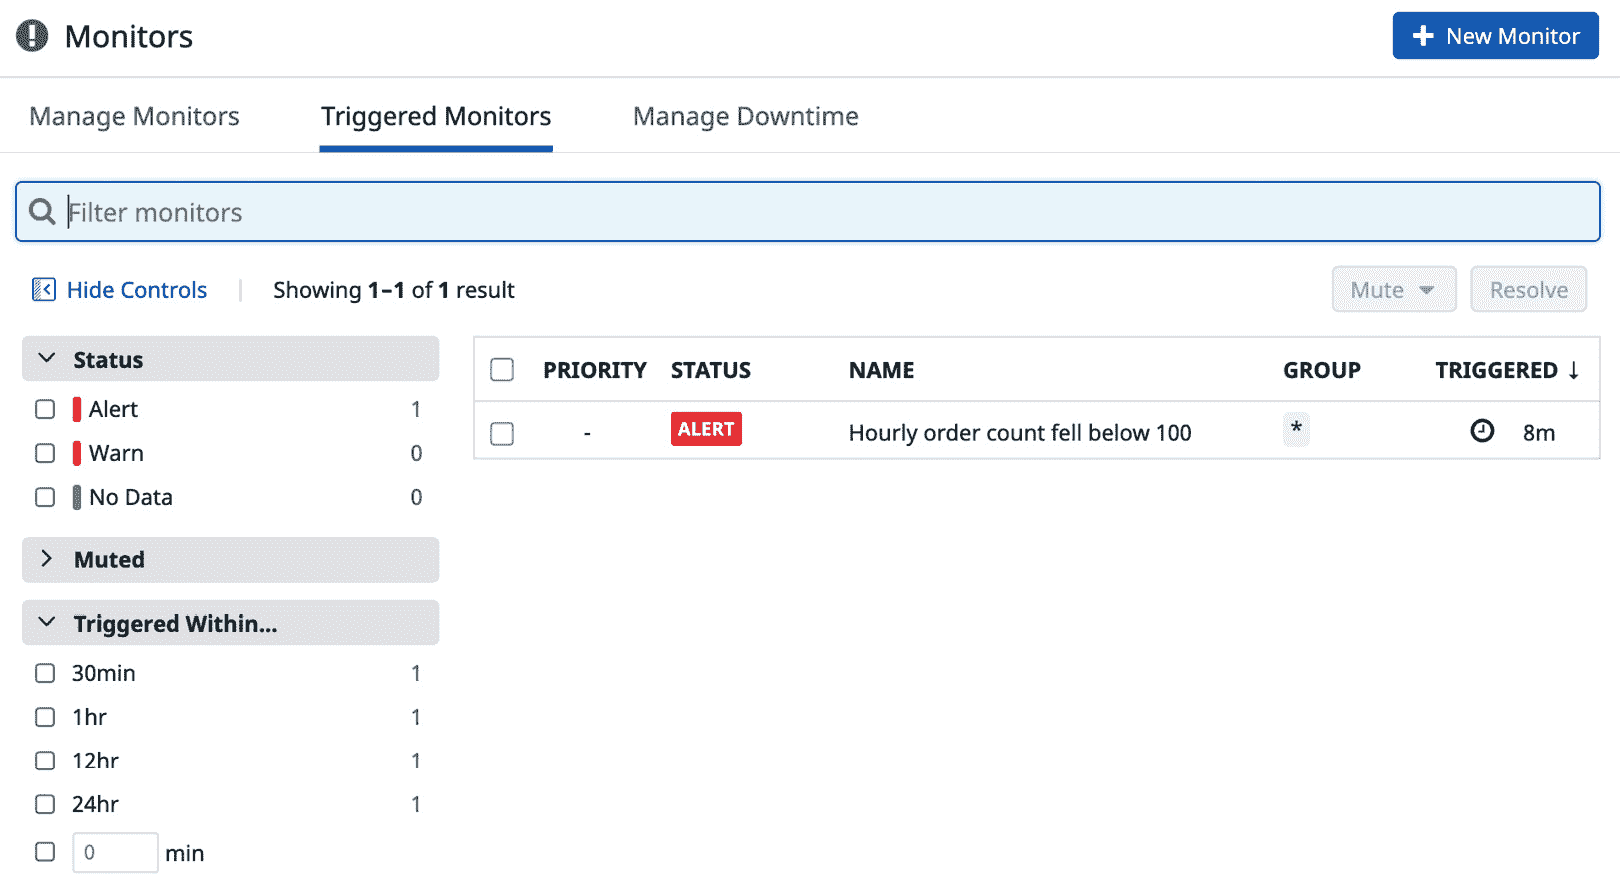 Monitors
+ New Monitor
Manage Monitors Triggered Monitors Manage Downtime
Filter monitors
Hide Controls Showing 1–1 of 1 result Mute Resolve
Status
Alert 1
Warn 0
No Data 0
Muted
Triggered Within...
30min 1
1hr 1
12hr 1
24hr 1
0 min
PRIORITY STATUS NAME GROUP TRIGGERED ↓
- ALERT Hourly order count fell below 100 * 8m